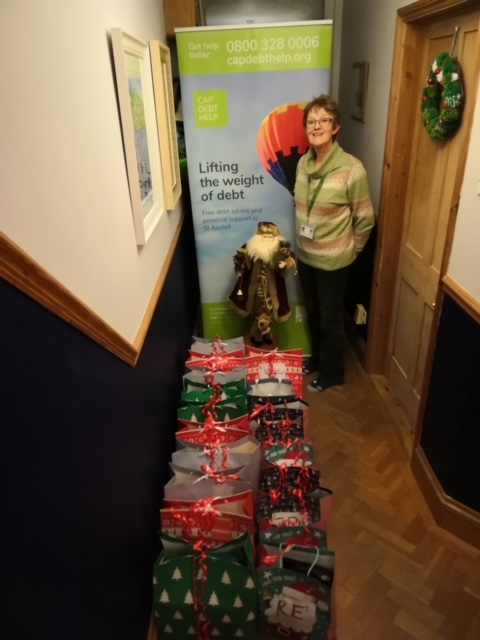 Get help
today:
0800 328 0006
capdebthelp.org
CAP
DEBT
HELP
Lifting
the weight
of debt
Free debt advice and
personal support in
St Austell
RE